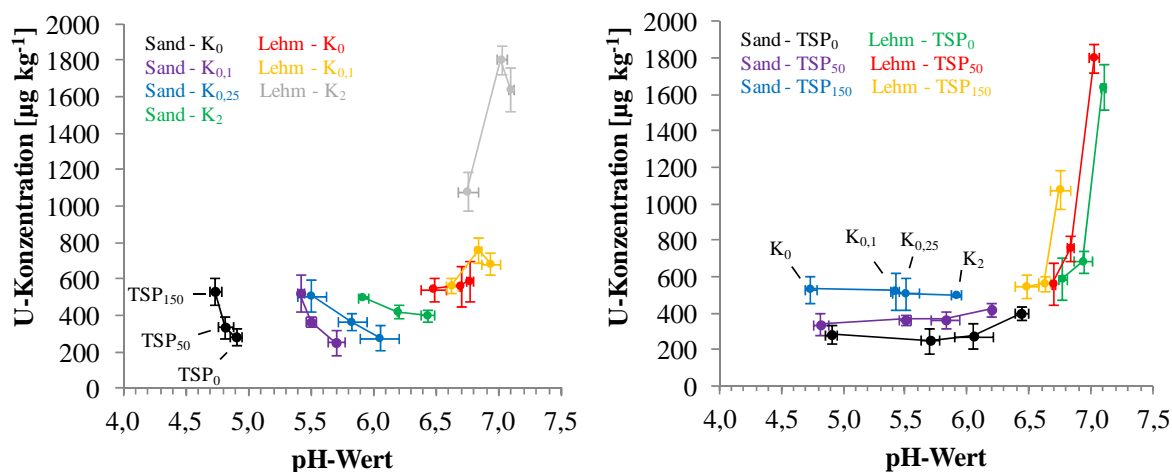 U-Konzentration [µg kg⁻¹]
2000
1800
1600
1400
1200
1000
800
600
400
200
0
Sand - K₀ Lehm - K₀
Sand - K₀,₁ Lehm - K₀,₁
Sand - K₀,₂₅ Lehm - K₂
Sand - K₂
TSP₁₅₀
TSP₅₀
TSP₀
4,0 5,0 5,5 6,0 6,5 7,0 7,5
pH-Wert
U-Konzentration [µg kg⁻¹]
2000
1800
1600
1400
1200
1000
800
600
400
200
0
Sand - TSP₀ Lehm - TSP₀
Sand - TSP₅₀ Lehm - TSP₅₀
Sand - TSP₁₅₀ Lehm - TSP₁₅₀
K₀
K₀,₁
K₀,₂₅
K₂
4,0 5,0 5,5 6,0 6,5 7,0 7,5
pH-Wert